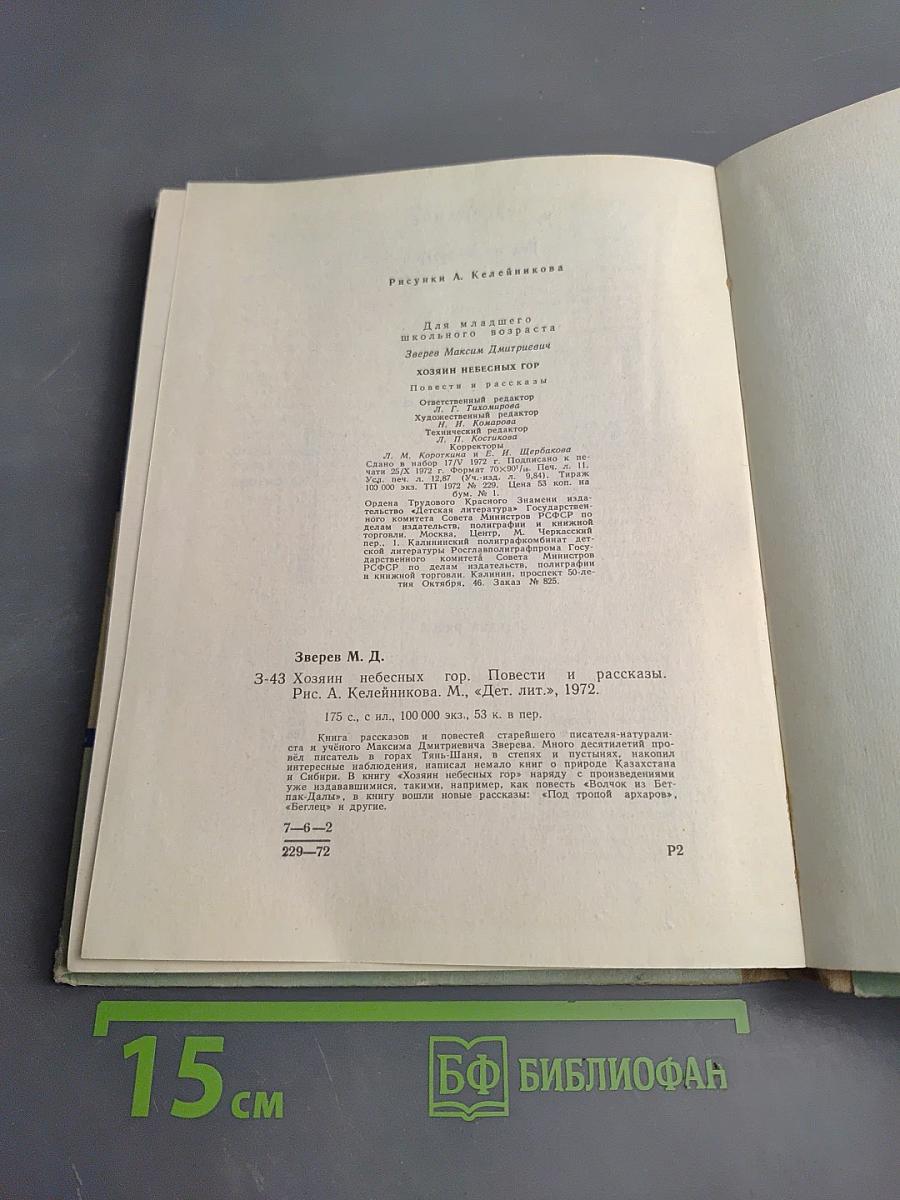 Рисунки А. Келейникова
Для младшего
школьного возраста
Зверев Максим Дмитриевич
ХОЗЯИН НЕБЕСНЫХ ГОР
Повести и рассказы
Ответственный редактор
Л. Г. Тихомирова
Художественный редактор
Н. И. Комарова
Технический редактор
Л. П. Костикова
Корректоры
Л. М. Короткина и Е. И. Щербакова
Сдано в набор 17/V 1972 г. Подписано к пе-
чати 25/X 1972 г. Формат 70×90¹/₁₆. Печ. л. 11.
Усл. печ. л. 12,87 (Уч.-изд. л. 9,84). Тираж
100 000 экз. ТП 1972 № 229. Цена 53 коп. на
бум. № 1.
Ордена Трудового Красного Знамени изда-
тельство «Детская литература» Государствен-
ного комитета Совета Министров РСФСР по
делам издательств, полиграфии и книжной
торговли. Москва, Центр, М. Черкасский
пер., 1. Калининский полиграфкомбинат дет-
ской литературы Росглавполиграфпрома Госу-
дарственного комитета Совета Министров
РСФСР по делам издательств, полиграфии
и книжной торговли. Калинин, проспект 50-ле-
тия Октября, 46. Заказ № 825.
Зверев М. Д.
З-43 Хозяин небесных гор. Повести и рассказы.
Рис. А. Келейникова. М., «Дет. лит.», 1972.
175 с., с ил., 100 000 экз., 53 к. в пер.
Книга рассказов и повестей старейшего писателя-натурали-
ста и учёного Максима Дмитриевича Зверева. Много десятилетий про-
вёл писатель в горах Тянь-Шаня, в степях и пустынях, накопил
интересные наблюдения, написал немало книг о природе Казахстана
и Сибири. В книгу «Хозяин небесных гор» наряду с произведениями
уже издававшимися, такими, например, как повесть «Волчок из Бет-
пак-Далы», в книгу вошли новые рассказы: «Под тропой архаров»,
«Беглец» и другие.
7—6—2
229—72 Р2
15 см БФ БИБЛИОФАН